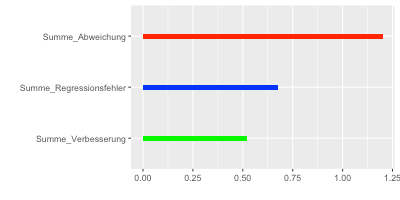 Summe_Abweichung
Summe_Regressionsfehler
Summe_Verbesserung
0.00 0.25 0.50 0.75 1.00 1.25